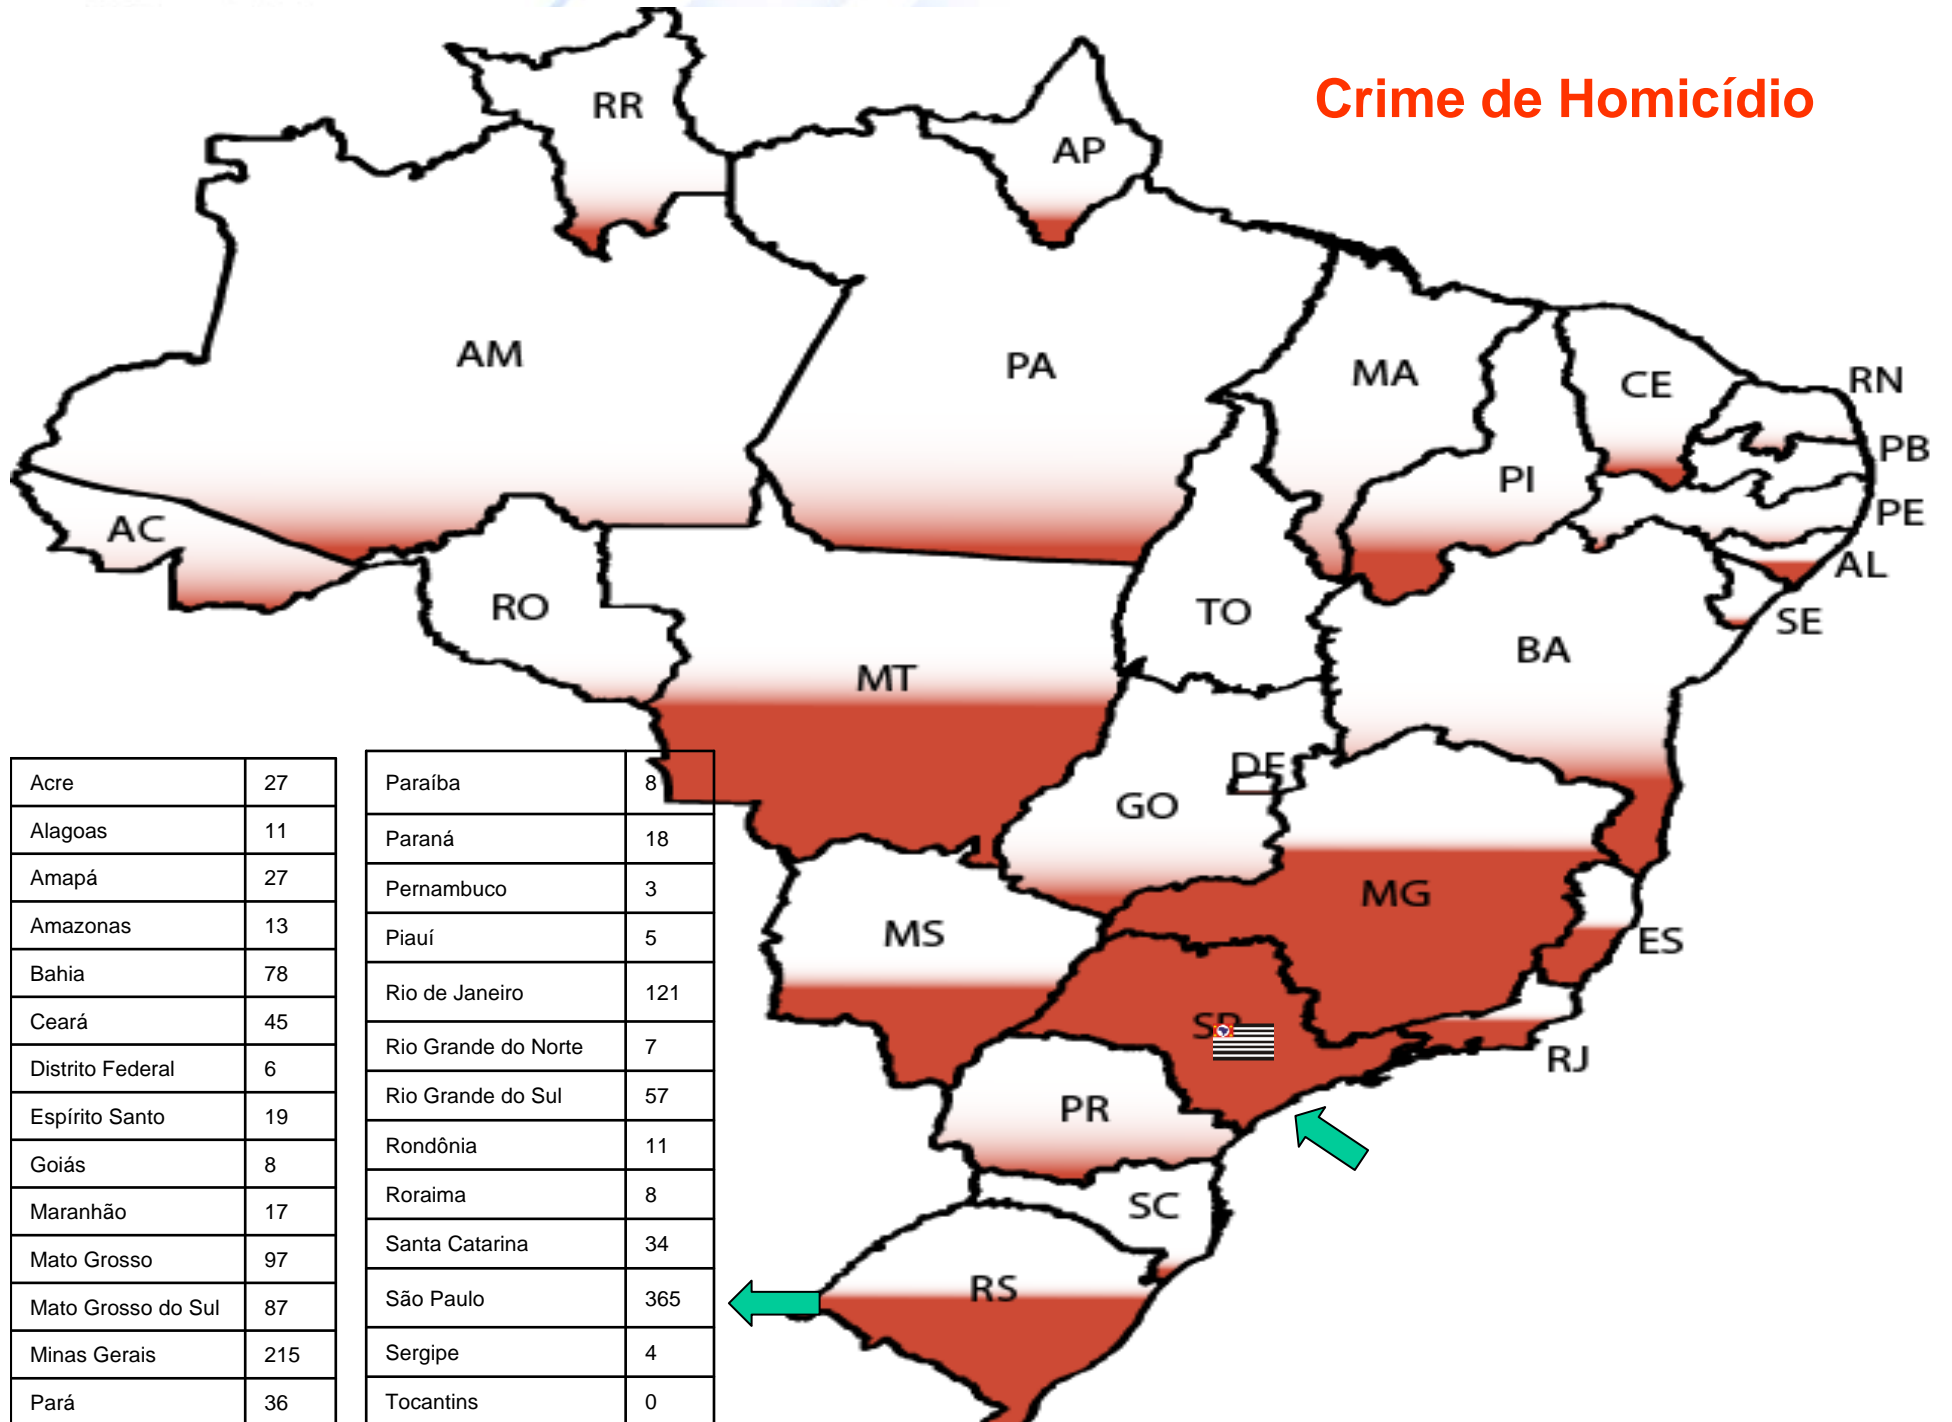 Crime de Homicídio
RR
AP
AM
PA
MA
CE
RN
PB
PI
PE
AC
AL
RO
TO
SE
BA
MT
DF
GO
MG
MS
ES
SP
RJ
PR
SC
RS
Acre 27
Alagoas 11
Amapá 27
Amazonas 13
Bahia 78
Ceará 45
Distrito Federal 6
Espírito Santo 19
Goiás 8
Maranhão 17
Mato Grosso 97
Mato Grosso do Sul 87
Minas Gerais 215
Pará 36
Paraíba 8
Paraná 18
Pernambuco 3
Piauí 5
Rio de Janeiro 121
Rio Grande do Norte 7
Rio Grande do Sul 57
Rondônia 11
Roraima 8
Santa Catarina 34
São Paulo 365
Sergipe 4
Tocantins 0